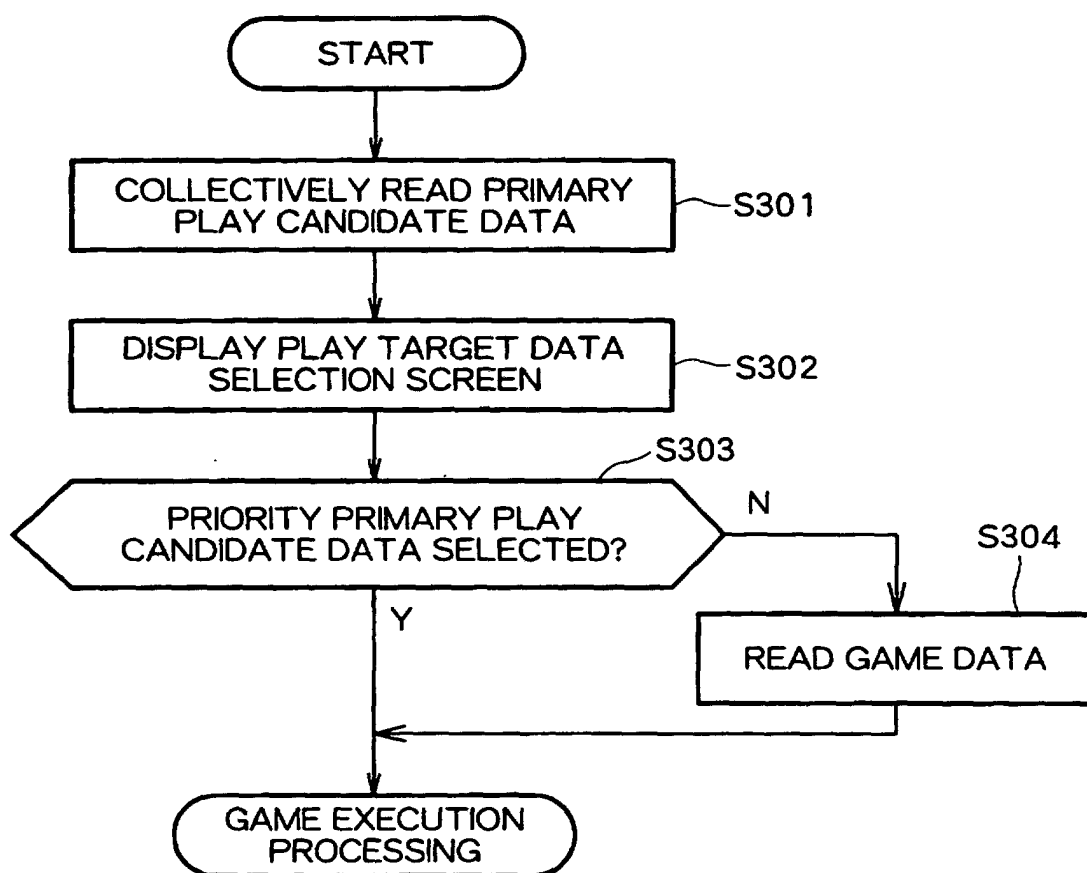 START
COLLECTIVELY READ PRIMARY
PLAY CANDIDATE DATA
S301
DISPLAY PLAY TARGET DATA
SELECTION SCREEN
S302
S303
PRIORITY PRIMARY PLAY
CANDIDATE DATA SELECTED?
N
S304
Y
READ GAME DATA
GAME EXECUTION
PROCESSING